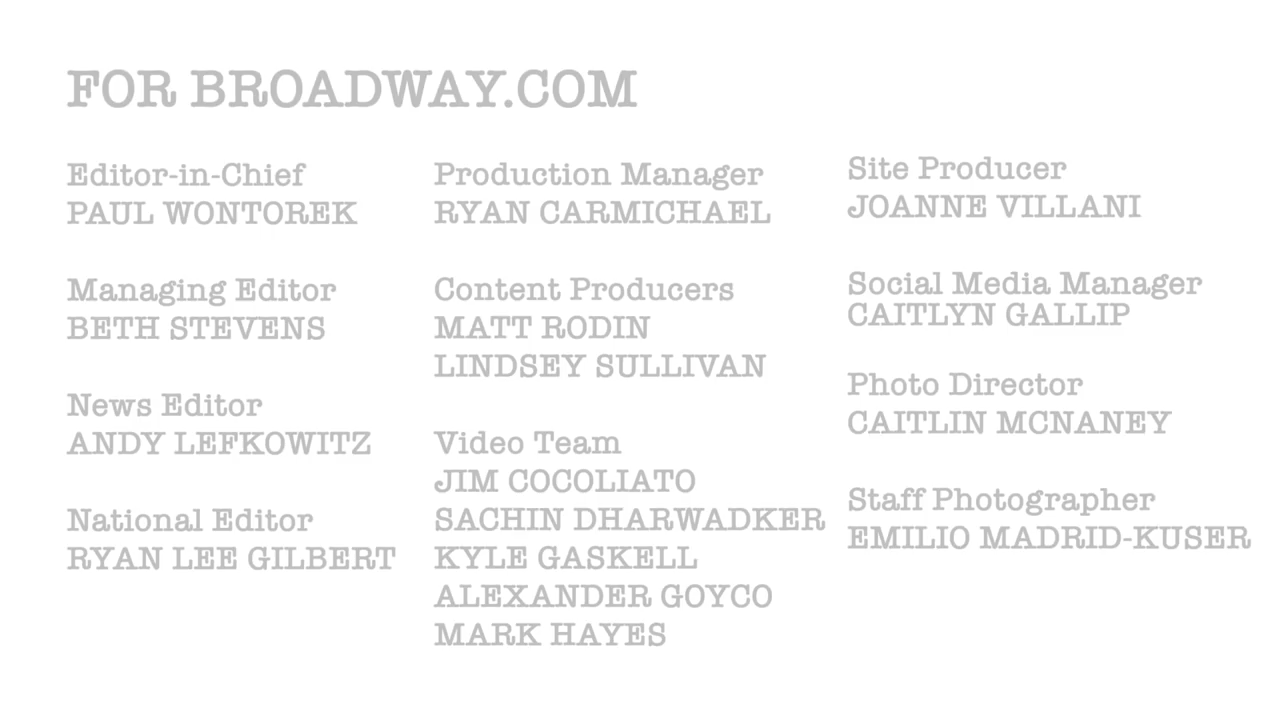 FOR BROADWAY.COM
Editor-in-Chief
PAUL WONTOREK
Managing Editor
BETH STEVENS
News Editor
ANDY LEFKOWITZ
National Editor
RYAN LEE GILBERT
Production Manager
RYAN CARMICHAEL
Content Producers
MATT RODIN
LINDSEY SULLIVAN
Video Team
JIM COCOLIATO
SACHIN DHARWADKER
KYLE GASKELL
ALEXANDER GOYCO
MARK HAYES
Site Producer
JOANNE VILLANI
Social Media Manager
CAITLYN GALLIP
Photo Director
CAITLIN MCNANEY
Staff Photographer
EMILIO MADRID-KUSER